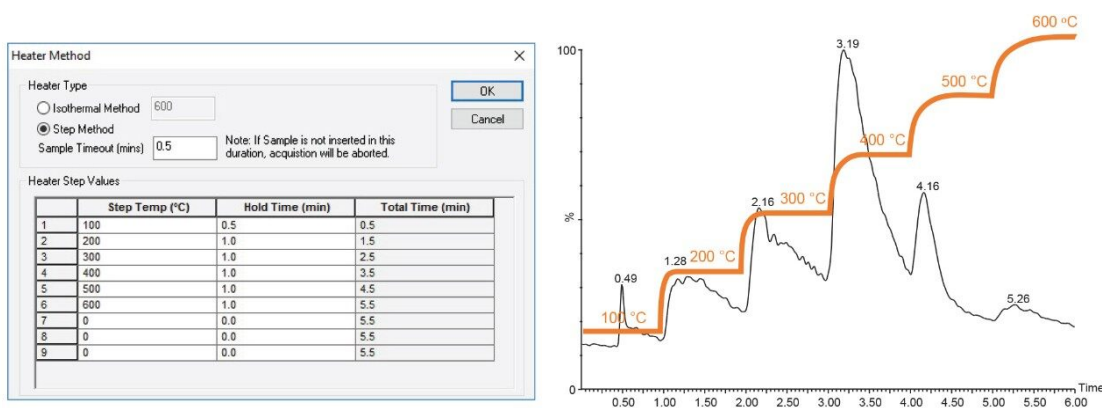 Heater Method
Heater Type
Isothermal Method 600
Step Method
Sample Timeout (mins) 0.5
Note: If Sample is not inserted in this
duration, acquistion will be aborted.
OK
Cancel
Heater Step Values
Step Temp (ºC) Hold Time (min) Total Time (min)
1 100 0.5 0.5
2 200 1.0 1.5
3 300 1.0 2.5
4 400 1.0 3.5
5 500 1.0 4.5
6 600 1.0 5.5
7 0 0.0 5.5
8 0 0.0 5.5
9 0 0.0 5.5
600 ºC
100
3.19
500 °C
400 °C
4.16
2.16
300 °C
%
1.28
200 °C
0.49
5.26
100 °C
0
Time
0.50 1.00 1.50 2.00 2.50 3.00 3.50 4.00 4.50 5.00 5.50 6.00